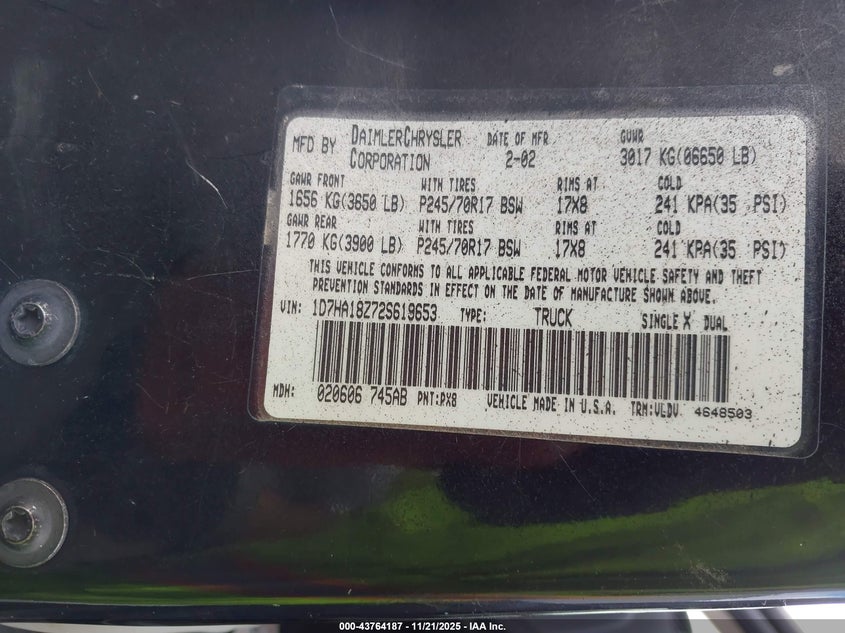 MFD BY DAIMLERCHRYSLER CORPORATION DATE OF MFR 2-02 GVWR 3017 KG(06650 LB)
GAWR FRONT WITH TIRES RIMS AT COLD
1656 KG(3650 LB) P245/70R17 BSW 17X8 241 KPA(35 PSI)
GAWR REAR WITH TIRES RIMS AT COLD
1770 KG(3900 LB) P245/70R17 BSW 17X8 241 KPA(35 PSI)
THIS VEHICLE CONFORMS TO ALL APPLICABLE FEDERAL MOTOR VEHICLE SAFETY AND THEFT
PREVENTION STANDARDS IN EFFECT ON THE DATE OF MANUFACTURE SHOWN ABOVE.
VIN: 1D7HA18Z72S619653 TYPE: TRUCK SINGLE X DUAL
MDH: 020606 745AB PNT:PX8 VEHICLE MADE IN U.S.A. TRM:VLDV 4648503
000-43764187 - 11/21/2025 - IAA Inc.